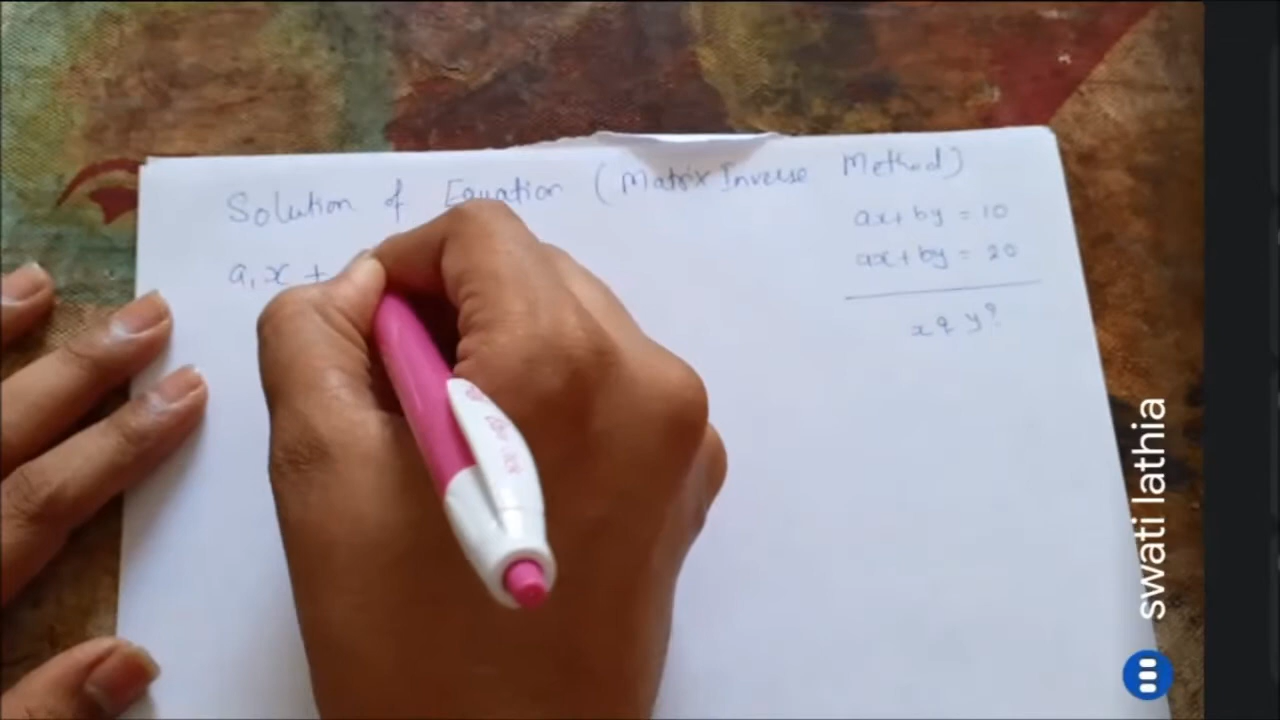 Solution of Equation (Matrix Inverse Method)
ax + by = 10
ax + by = 20
x & y ?
a₁x +
swati lathia